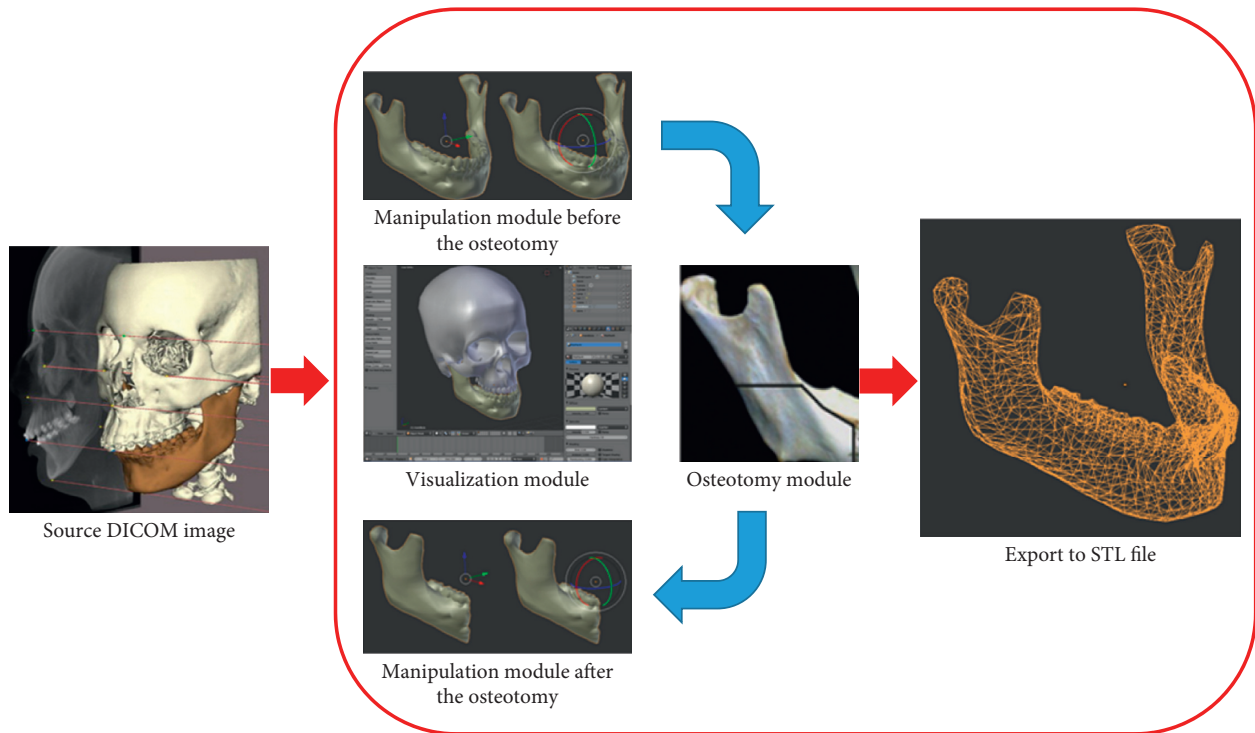 Manipulation module before
the osteotomy
Visualization module
Osteotomy module
Source DICOM image
Export to STL file
Manipulation module after
the osteotomy